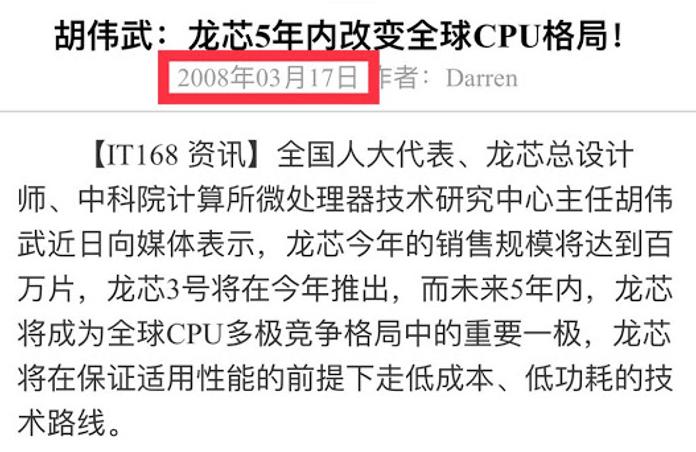 胡伟武：龙芯5年内改变全球CPU格局！
2008年03月17日 作者：Darren
【IT168 资讯】全国人大代表、龙芯总设计
师、中科院计算所微处理器技术研究中心主任胡伟
武近日向媒体表示，龙芯今年的销售规模将达到百
万片，龙芯3号将在今年推出，而未来5年内，龙芯
将成为全球CPU多极竞争格局中的重要一极，龙芯
将在保证适用性能的前提下走低成本、低功耗的技
术路线。